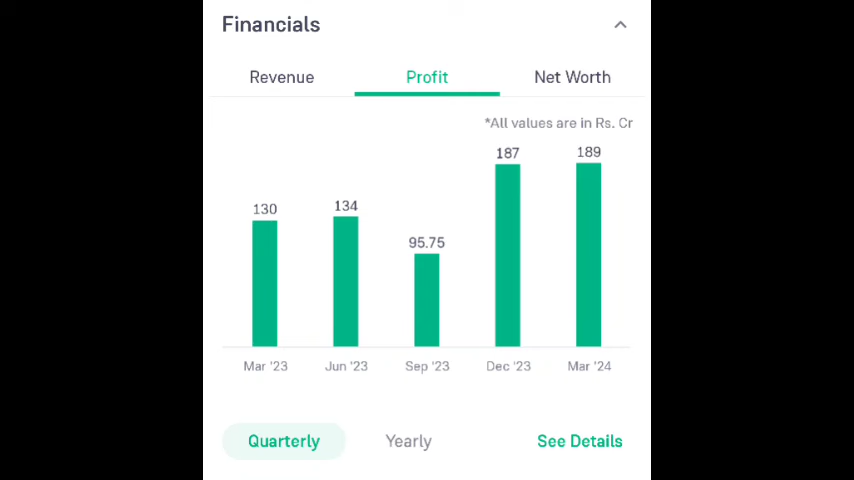 Financials
Revenue Profit Net Worth
*All values are in Rs. Cr
130 134 95.75 187 189
Mar '23 Jun '23 Sep '23 Dec '23 Mar '24
Quarterly Yearly See Details